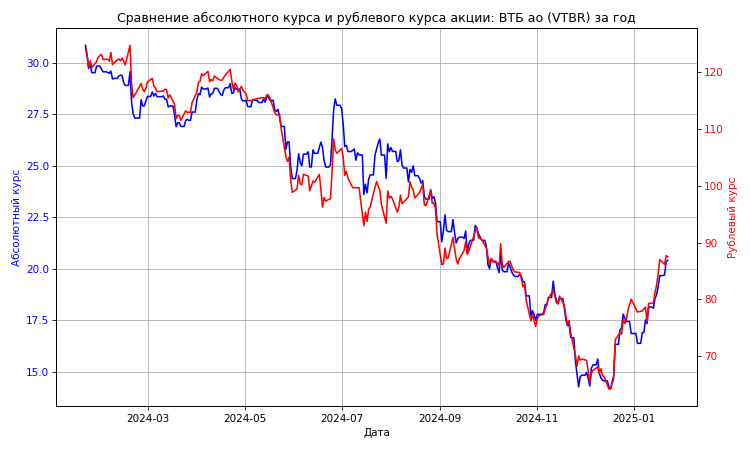 Сравнение абсолютного курса и рублевого курса акции: ВТБ ао (VTBR) за год
Абсолютный курс
30.0
27.5
25.0
22.5
20.0
17.5
15.0
120
110
100
90
80
70
Рублевый курс
2024-03 2024-05 2024-07 2024-09 2024-11 2025-01
Дата